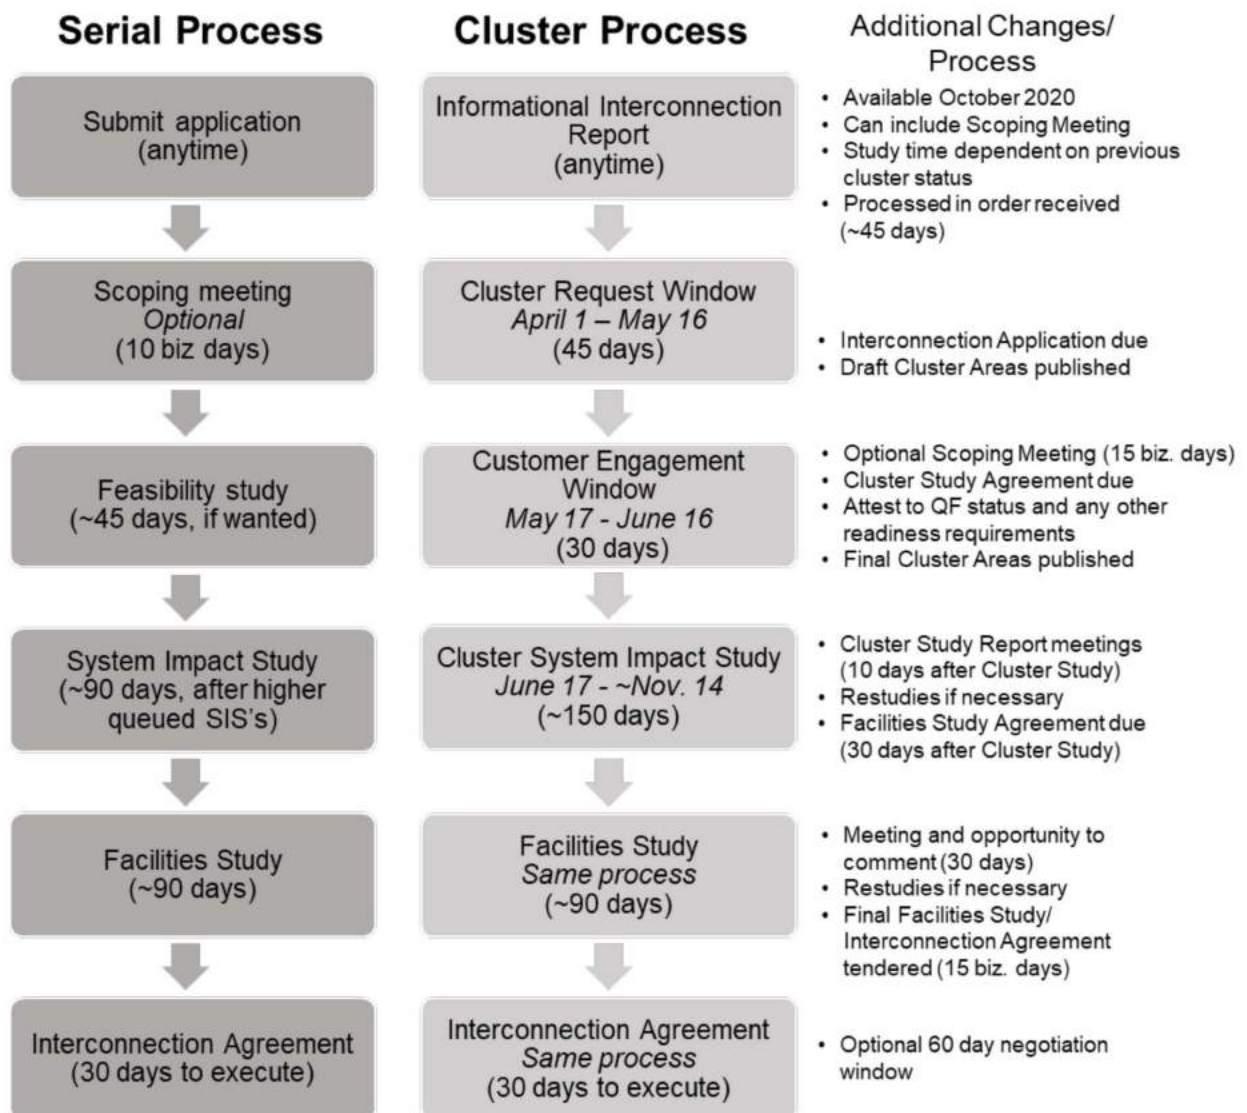 Serial Process
Cluster Process
Additional Changes/
Process
Submit application
(anytime)
Informational Interconnection
Report
(anytime)
• Available October 2020
• Can include Scoping Meeting
• Study time dependent on previous
cluster status
• Processed in order received
(~45 days)
Scoping meeting
Optional
(10 biz days)
Cluster Request Window
April 1 – May 16
(45 days)
• Interconnection Application due
• Draft Cluster Areas published
Feasibility study
(~45 days, if wanted)
Customer Engagement
Window
May 17 - June 16
(30 days)
• Optional Scoping Meeting (15 biz. days)
• Cluster Study Agreement due
• Attest to QF status and any other
readiness requirements
• Final Cluster Areas published
System Impact Study
(~90 days, after higher
queued SIS's)
Cluster System Impact Study
June 17 - ~Nov. 14
(~150 days)
• Cluster Study Report meetings
(10 days after Cluster Study)
• Restudies if necessary
• Facilities Study Agreement due
(30 days after Cluster Study)
Facilities Study
(~90 days)
Facilities Study
Same process
(~90 days)
• Meeting and opportunity to
comment (30 days)
• Restudies if necessary
• Final Facilities Study/
Interconnection Agreement
tendered (15 biz. days)
Interconnection Agreement
(30 days to execute)
Interconnection Agreement
Same process
(30 days to execute)
• Optional 60 day negotiation
window